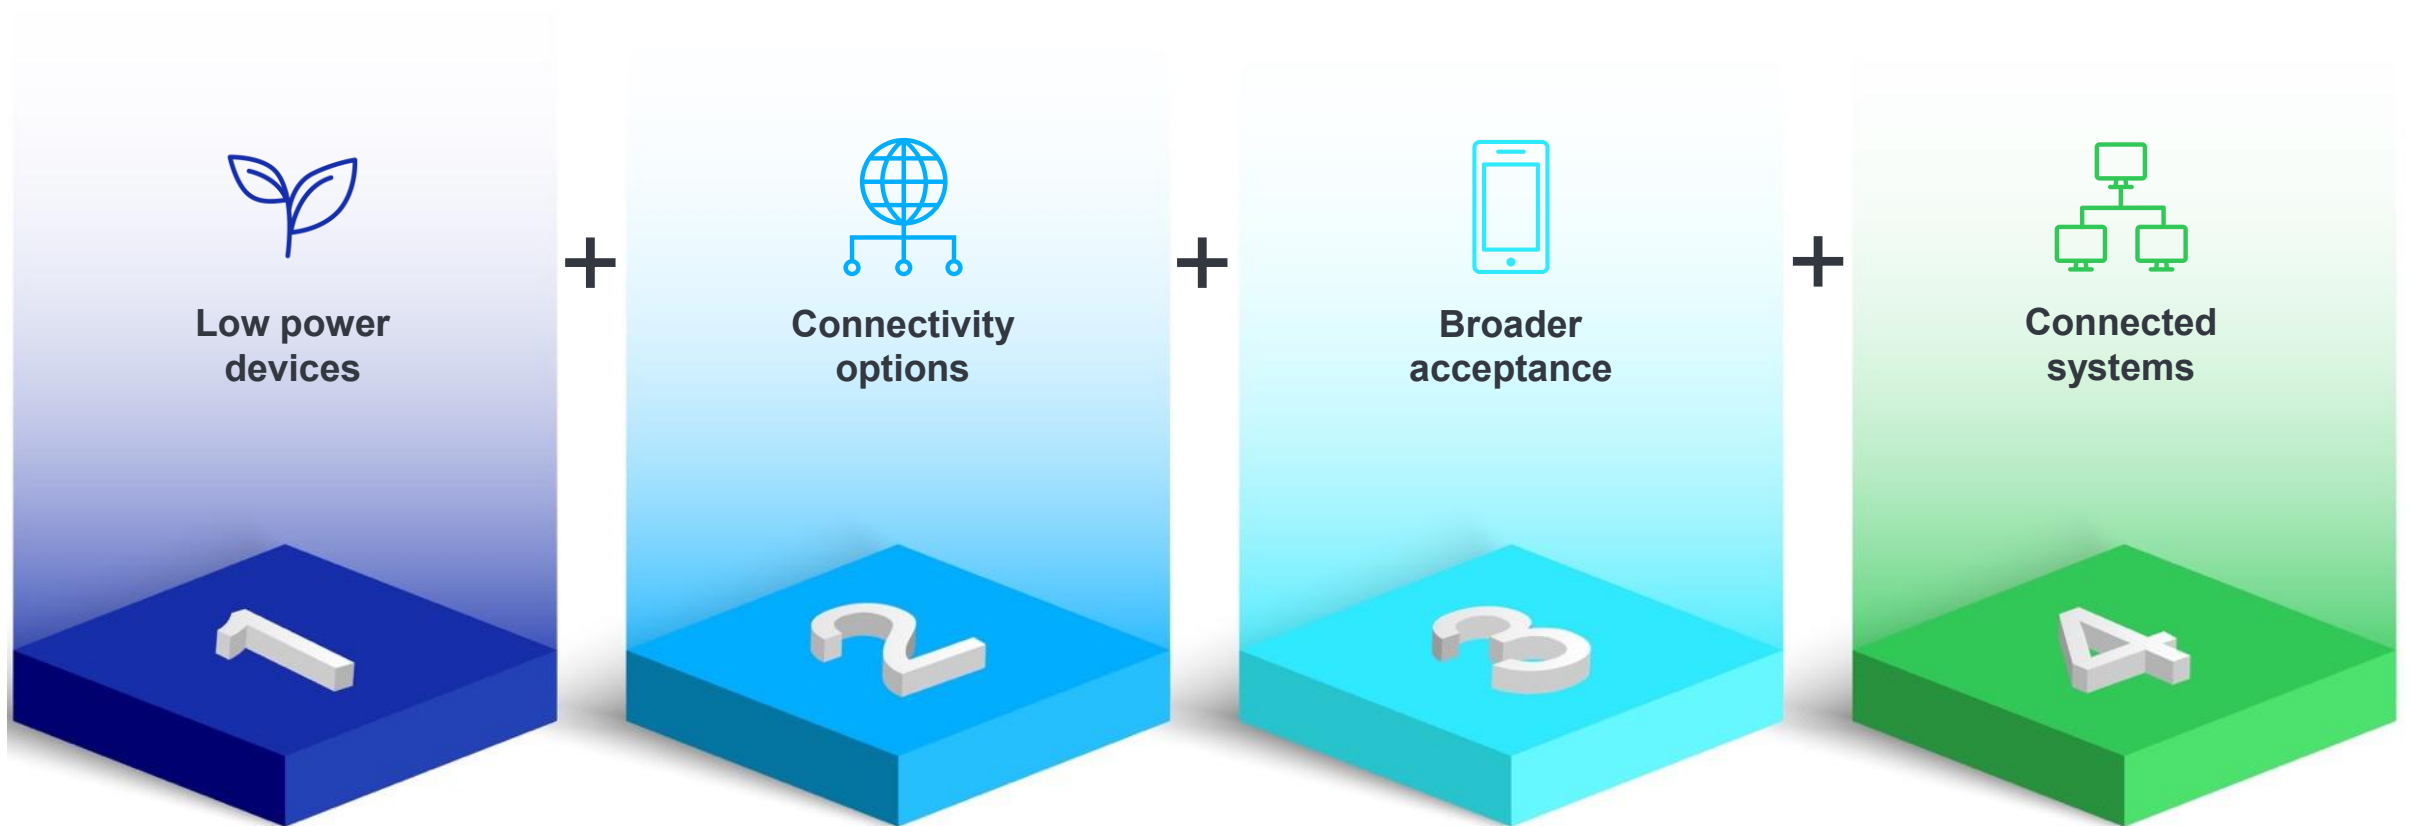 Low power
devices
+
Connectivity
options
+
Broader
acceptance
+
Connected
systems
1
2
3
4